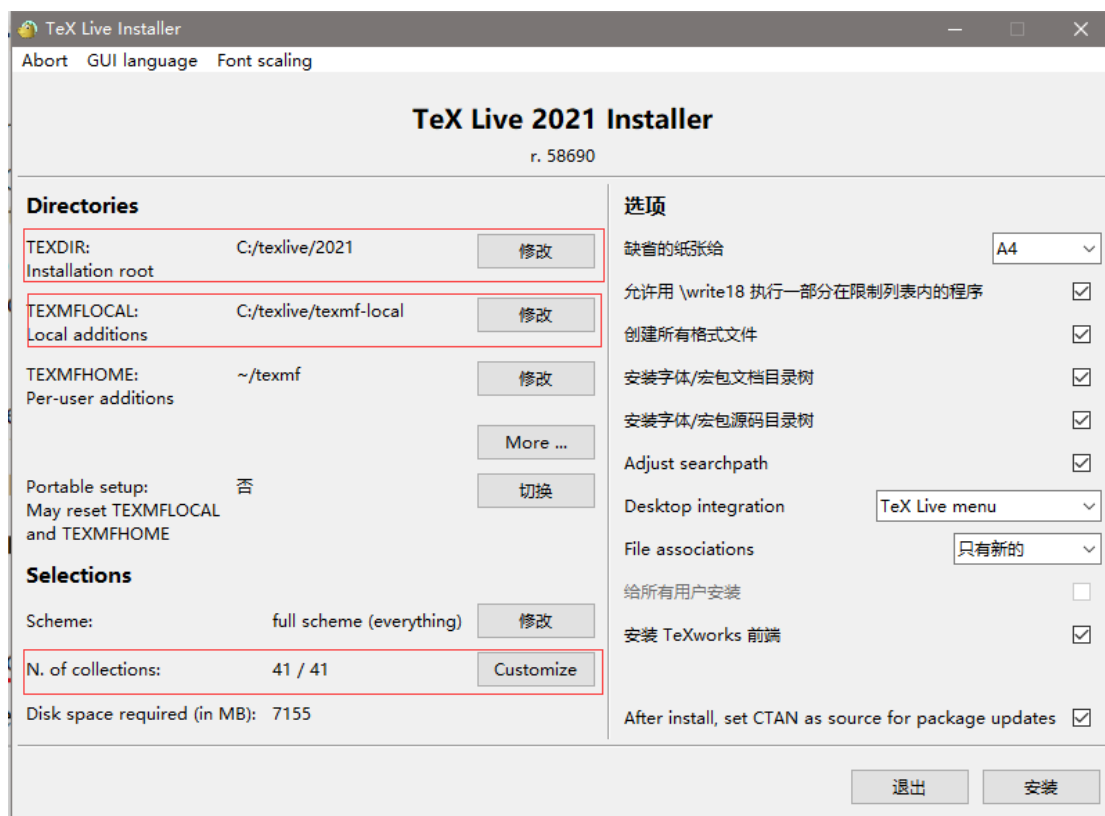 TeX Live Installer
Abort GUI language Font scaling
TeX Live 2021 Installer
r. 58690
Directories
TEXDIR: C:/texlive/2021 修改
Installation root
TEXMFLOCAL: C:/texlive/texmf-local 修改
Local additions
TEXMFHOME: ~/texmf 修改
Per-user additions
More ...
Portable setup: 否 切换
May reset TEXMFLOCAL
and TEXMFHOME
Selections
Scheme: full scheme (everything) 修改
N. of collections: 41 / 41 Customize
Disk space required (in MB): 7155
选项
缺省的纸张给 A4
允许用 \write18 执行一部分在限制列表内的程序
创建所有格式文件
安装字体/宏包文档目录树
安装字体/宏包源码目录树
Adjust searchpath
Desktop integration TeX Live menu
File associations 只有新的
给所有用户安装
安装 TeXworks 前端
After install, set CTAN as source for package updates
退出 安装